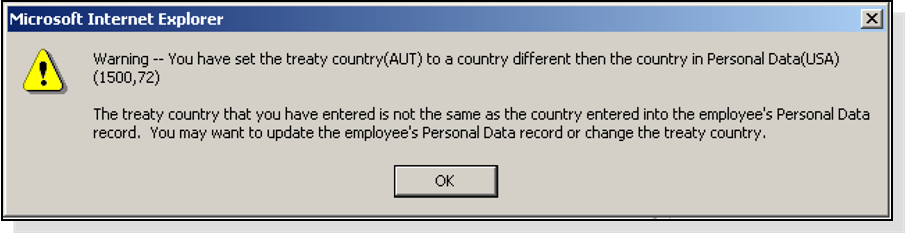 Microsoft Internet Explorer
Warning -- You have set the treaty country(AUT) to a country different then the country in Personal Data(USA)
(1500,72)
The treaty country that you have entered is not the same as the country entered into the employee's Personal Data
record.  You may want to update the employee's Personal Data record or change the treaty country.
OK